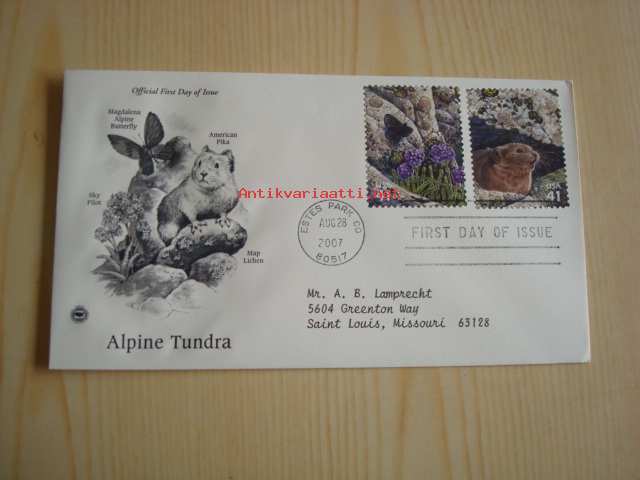 Official First Day of Issue
Magdalena
Alpine
Butterfly
American
Pika
Sky
Pilot
Map
Lichen
Alpine Tundra
Antikvariaatti.net
USA
41
ESTES PARK CO
AUG 28
2007
80517
FIRST DAY OF ISSUE
Mr. A. B. Lamprecht
5604 Greenton Way
Saint Louis, Missouri 63128